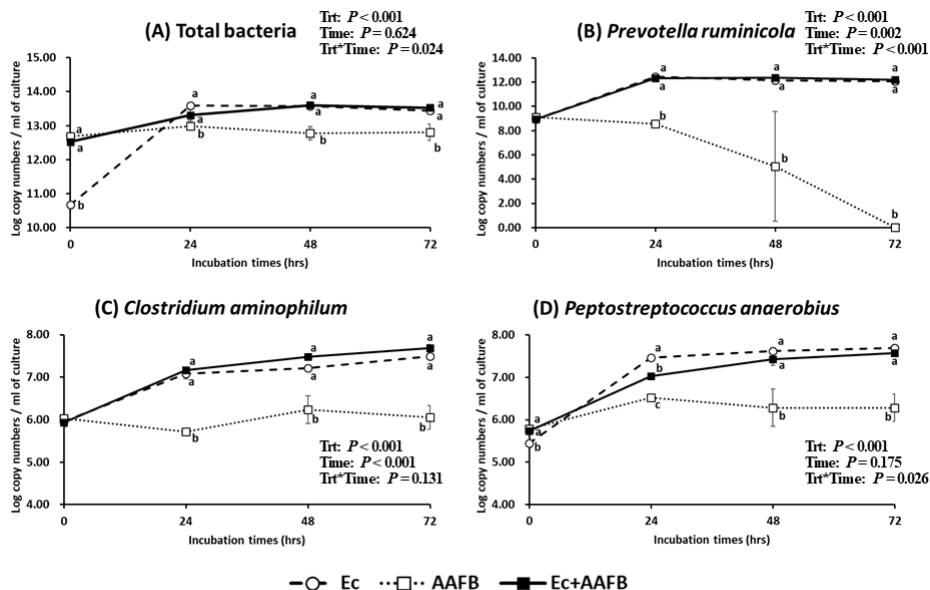 (A) Total bacteria
Trt: P < 0.001
Time: P = 0.624
Trt*Time: P = 0.024
Log copy numbers / ml of culture
15.00
14.00
13.00
12.00
11.00
10.00
a
a
a
a
a
a
a
a
b
b
b
b
0
24
48
72
Incubation times (hrs)
(B) Prevotella ruminicola
Trt: P < 0.001
Time: P = 0.002
Trt*Time: P < 0.001
Log copy numbers / ml of culture
14.00
12.00
10.00
8.00
6.00
4.00
2.00
0.00
a
a
a
a
a
a
b
b
b
0
24
48
72
Incubation times (hrs)
(C) Clostridium aminophilum
Log copy numbers / ml of culture
8.00
7.00
6.00
5.00
4.00
a
a
a
a
a
a
b
b
b
Trt: P < 0.001
Time: P < 0.001
Trt*Time: P = 0.131
0
24
48
72
Incubation times (hrs)
(D) Peptostreptococcus anaerobius
Log copy numbers / ml of culture
8.00
7.00
6.00
5.00
4.00
a
a
b
a
b
c
a
a
b
a
a
b
Trt: P < 0.001
Time: P = 0.175
Trt*Time: P = 0.026
0
24
48
72
Incubation times (hrs)
Ec AAFB Ec+AAFB